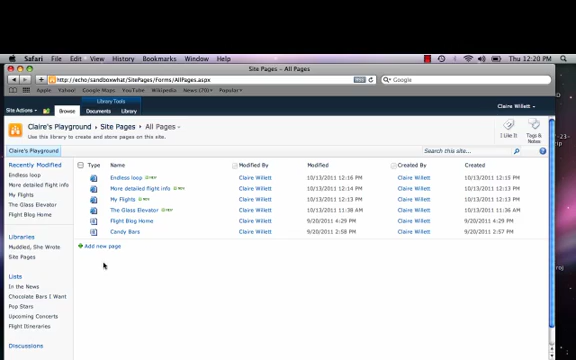 Safari File Edit View History Bookmarks Window Help Thu 12:20 PM
Site Pages - All Pages
http://echo/sandboxwhat/SitePages/Forms/AllPages.aspx RSS Google
Apple Yahoo! Google Maps YouTube Wikipedia News (79) Popular
Library Tools
Site Actions Browse Documents Library Claire Willett
Claire's Playground Site Pages All Pages
Use this library to create and store pages on this site.
I Like It Tags & Notes
Claire's Playground Search this site...
Recently Modified
Endless loop
More detailed flight info
My Flights
The Glass Elevator
Flight Blog Home
Libraries
Muddled, She Wrote
Site Pages
Lists
In the News
Chocolate Bars I Want
Pop Stars
Upcoming Concerts
Flight Itineraries
Discussions
Type Name Modified By Modified Created By Created
Endless loop NEW Claire Willett 10/13/2011 12:16 PM Claire Willett 10/13/2011 12:15 PM
More detailed flight info NEW Claire Willett 10/13/2011 12:14 PM Claire Willett 10/13/2011 12:13 PM
My Flights NEW Claire Willett 10/13/2011 12:14 PM Claire Willett 10/13/2011 12:13 PM
The Glass Elevator NEW Claire Willett 10/13/2011 11:38 AM Claire Willett 10/13/2011 11:36 AM
Flight Blog Home Claire Willett 9/20/2011 4:29 PM Claire Willett 9/20/2011 4:29 PM
Candy Bars Claire Willett 9/20/2011 2:58 PM Claire Willett 9/20/2011 2:57 PM
Add new page